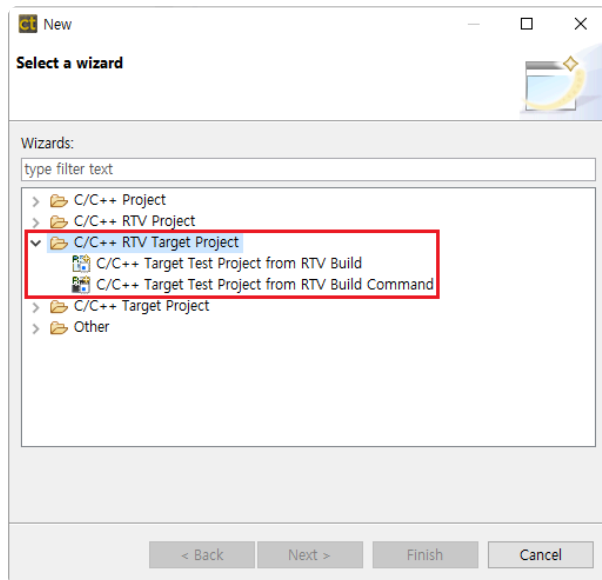 ct New
Select a wizard
Wizards:
type filter text
C/C++ Project
C/C++ RTV Project
C/C++ RTV Target Project
C/C++ Target Test Project from RTV Build
C/C++ Target Test Project from RTV Build Command
C/C++ Target Project
Other
< Back Next > Finish Cancel